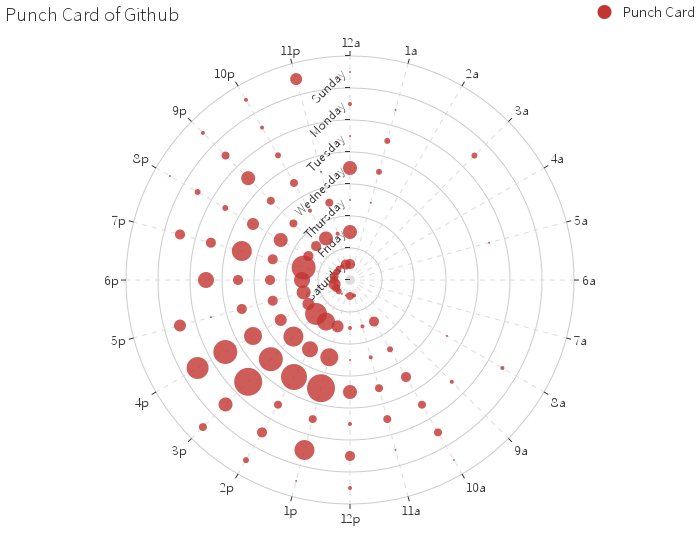 Punch Card of Github
Punch Card
12a
1a
2a
3a
4a
5a
6a
7a
8a
9a
10a
11a
12p
1p
2p
3p
4p
5p
6p
7p
8p
9p
10p
11p
Sunday
Monday
Tuesday
Wednesday
Thursday
Friday
Saturday